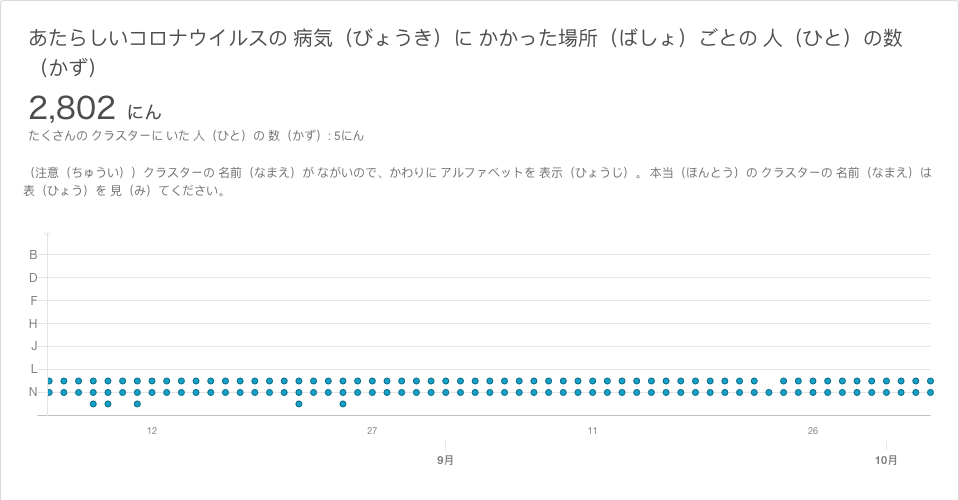 あたらしいコロナウイルスの 病気（びょうき）に かかった場所（ばしょ）ごとの 人（ひと）の数
（かず）
2,802 にん
たくさんの クラスターに いた 人（ひと）の 数（かず）: 5にん
（注意（ちゅうい））クラスターの 名前（なまえ）が ながいので、かわりに アルファベットを 表示（ひょうじ）。 本当（ほんとう）の クラスターの 名前（なまえ）は
表（ひょう）を 見（み）てください。
B
D
F
H
J
L
N
12 27 11 26
9月 10月